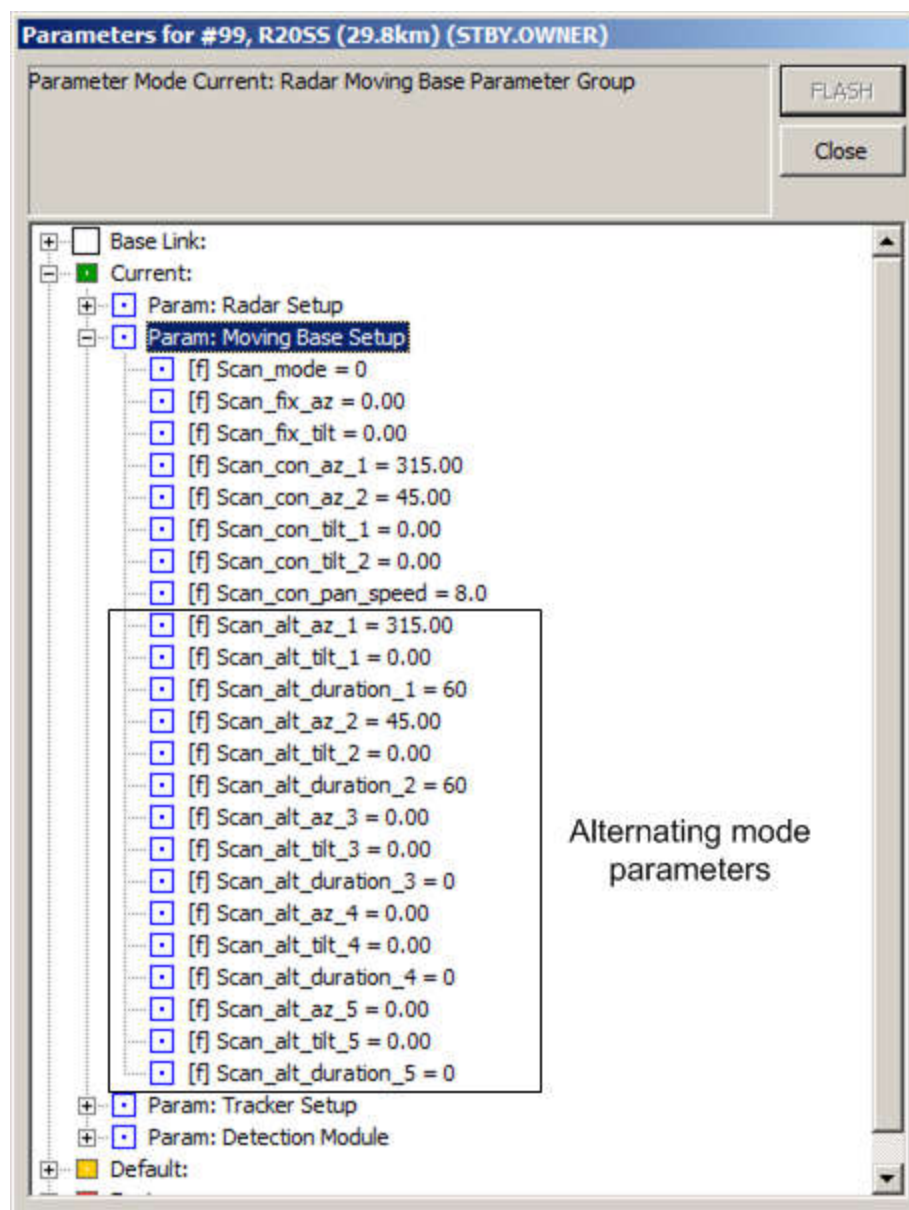 Parameters for #99, R20SS (29.8km) (STBY.OWNER)
Parameter Mode Current: Radar Moving Base Parameter Group
FLASH
Close
Base Link:
Current:
Param: Radar Setup
Param: Moving Base Setup
[f] Scan_mode = 0
[f] Scan_fix_az = 0.00
[f] Scan_fix_tilt = 0.00
[f] Scan_con_az_1 = 315.00
[f] Scan_con_az_2 = 45.00
[f] Scan_con_tilt_1 = 0.00
[f] Scan_con_tilt_2 = 0.00
[f] Scan_con_pan_speed = 8.0
[f] Scan_alt_az_1 = 315.00
[f] Scan_alt_tilt_1 = 0.00
[f] Scan_alt_duration_1 = 60
[f] Scan_alt_az_2 = 45.00
[f] Scan_alt_tilt_2 = 0.00
[f] Scan_alt_duration_2 = 60
[f] Scan_alt_az_3 = 0.00
[f] Scan_alt_tilt_3 = 0.00
[f] Scan_alt_duration_3 = 0
[f] Scan_alt_az_4 = 0.00
[f] Scan_alt_tilt_4 = 0.00
[f] Scan_alt_duration_4 = 0
[f] Scan_alt_az_5 = 0.00
[f] Scan_alt_tilt_5 = 0.00
[f] Scan_alt_duration_5 = 0
Alternating mode
parameters
Param: Tracker Setup
Param: Detection Module
Default: